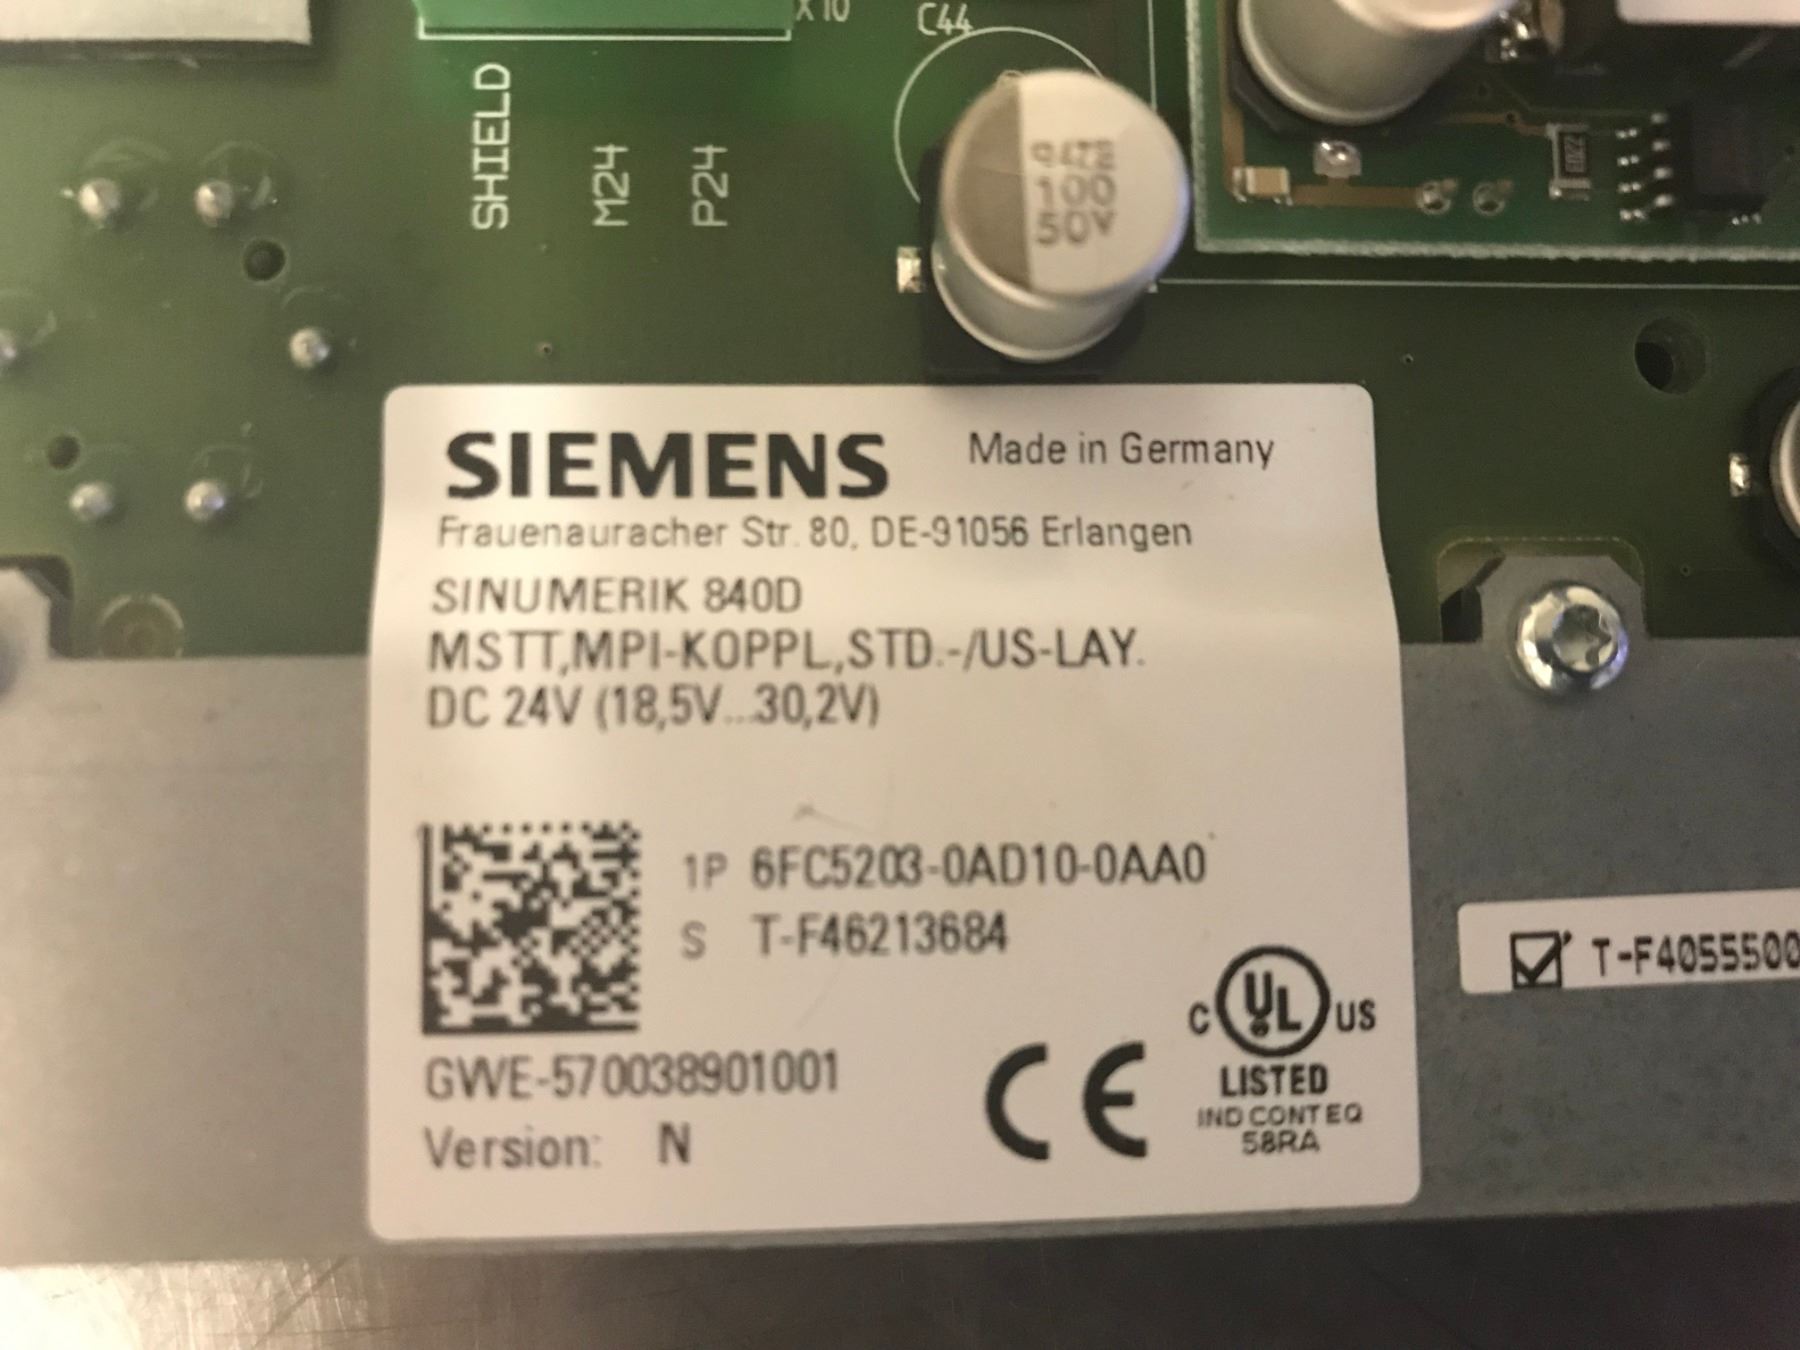 X10
C44
SHIELD
M24
P24
100
50V
2203
SIEMENS
Made in Germany
Frauenauracher Str. 80, DE-91056 Erlangen
SINUMERIK 840D
MSTT,MPI-KOPPL,STD.-/US-LAY.
DC 24V (18,5V...30,2V)
1P 6FC5203-0AD10-0AA0
S T-F46213684
GWE-570038901001
Version: N
CE
C UL US
LISTED
IND CONT EQ
58RA
T-F4055500